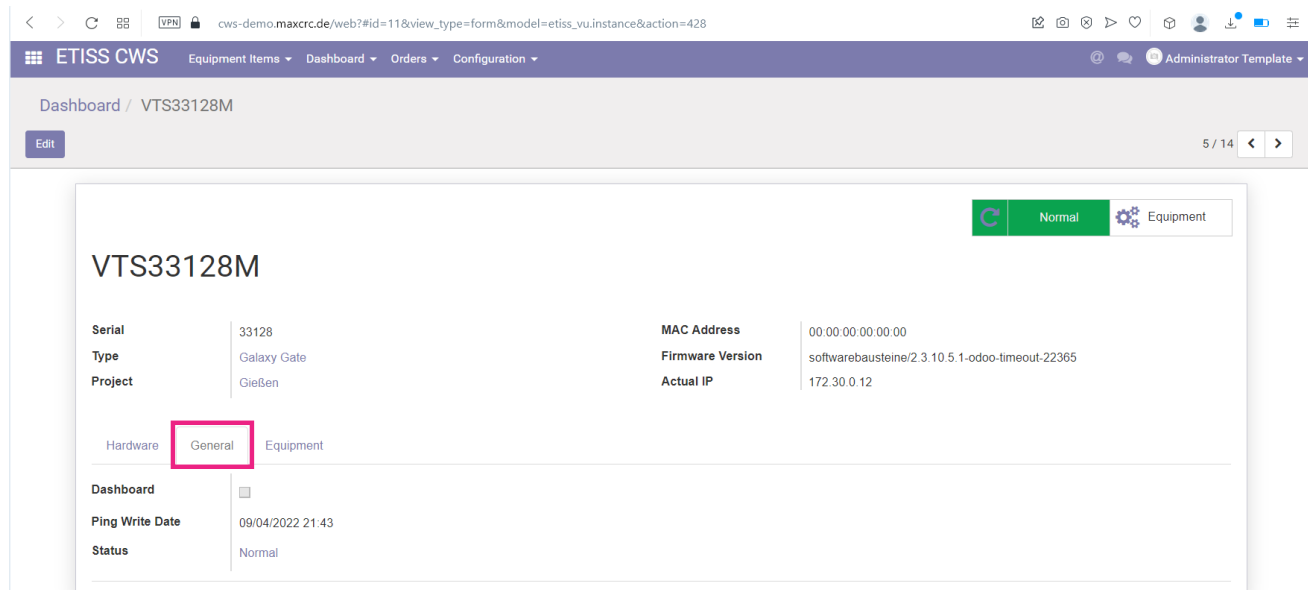 VPN cws-demo.maxcrc.de/web?#id=11&view_type=form&model=etiss_vu.instance&action=428
ETISS CWS Equipment Items Dashboard Orders Configuration @ Administrator Template
Dashboard / VTS33128M
Edit 5 / 14
Normal Equipment
VTS33128M
Serial 33128 MAC Address 00:00:00:00:00:00
Type Galaxy Gate Firmware Version softwarebausteine/2.3.10.5.1-odoo-timeout-22365
Project Gießen Actual IP 172.30.0.12
Hardware General Equipment
Dashboard
Ping Write Date 09/04/2022 21:43
Status Normal